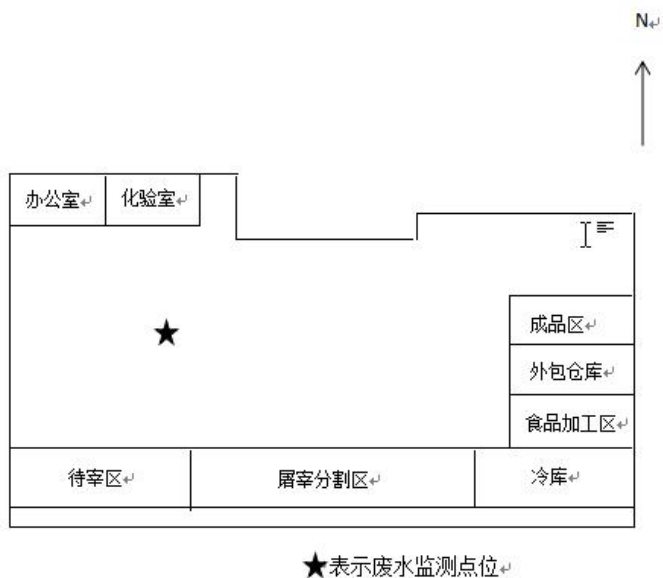 N
办公室
化验室
成品区
外包仓库
食品加工区
待宰区
屠宰分割区
冷库
★表示废水监测点位